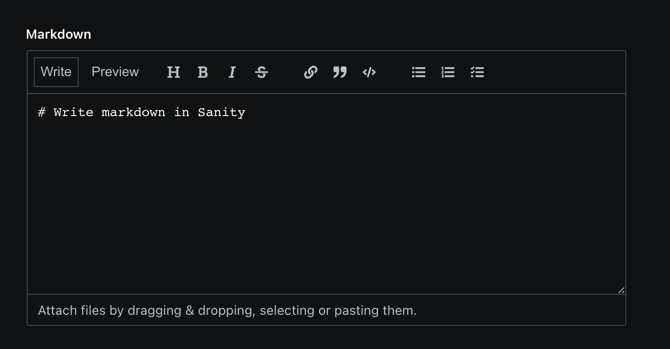 Markdown
Write Preview H B I S
# Write markdown in Sanity
Attach files by dragging & dropping, selecting or pasting them.